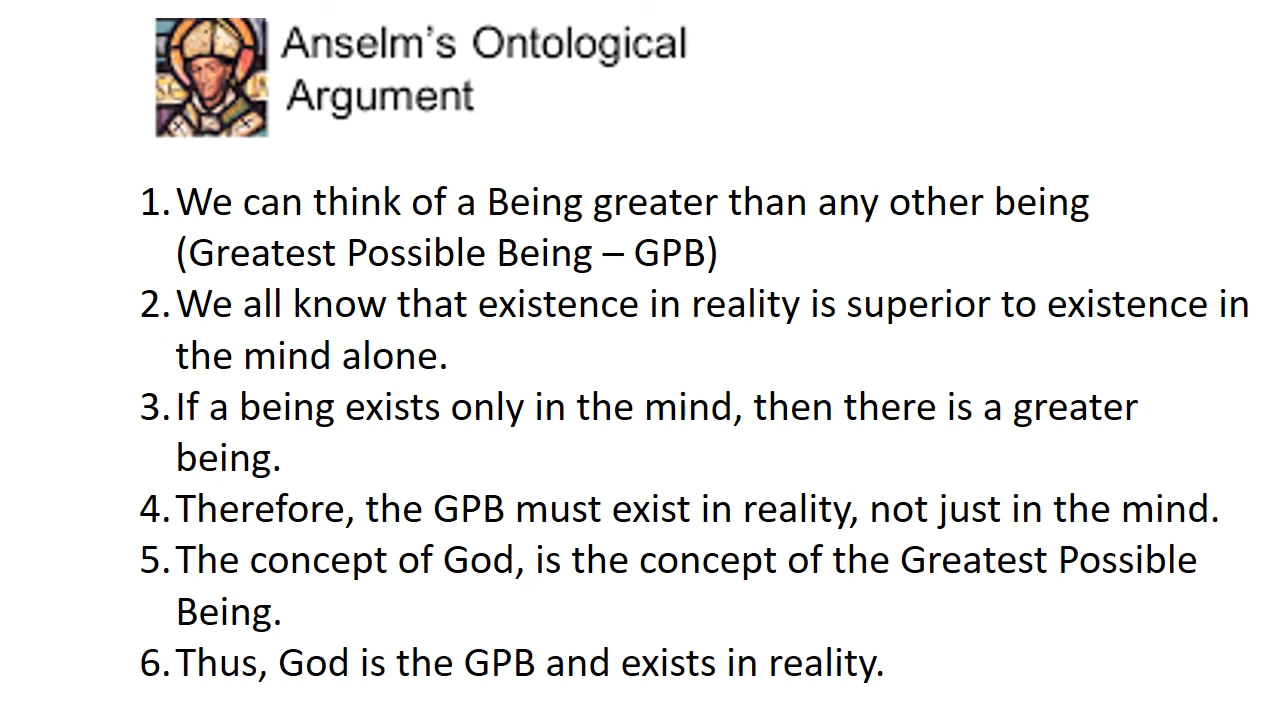 Anselm's Ontological
Argument
1. We can think of a Being greater than any other being
(Greatest Possible Being – GPB)
2. We all know that existence in reality is superior to existence in
the mind alone.
3. If a being exists only in the mind, then there is a greater
being.
4. Therefore, the GPB must exist in reality, not just in the mind.
5. The concept of God, is the concept of the Greatest Possible
Being.
6. Thus, God is the GPB and exists in reality.